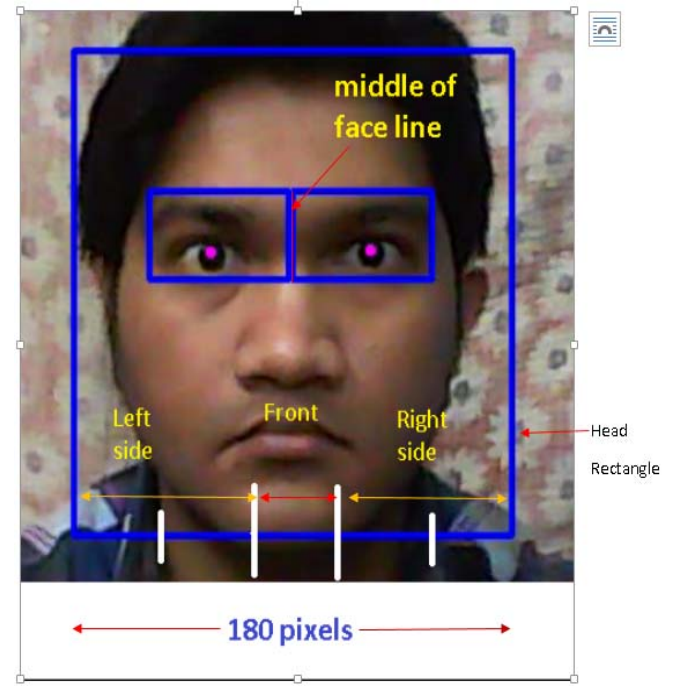 middle of
face line
Left
side
Front
Right
side
Head
Rectangle
180 pixels